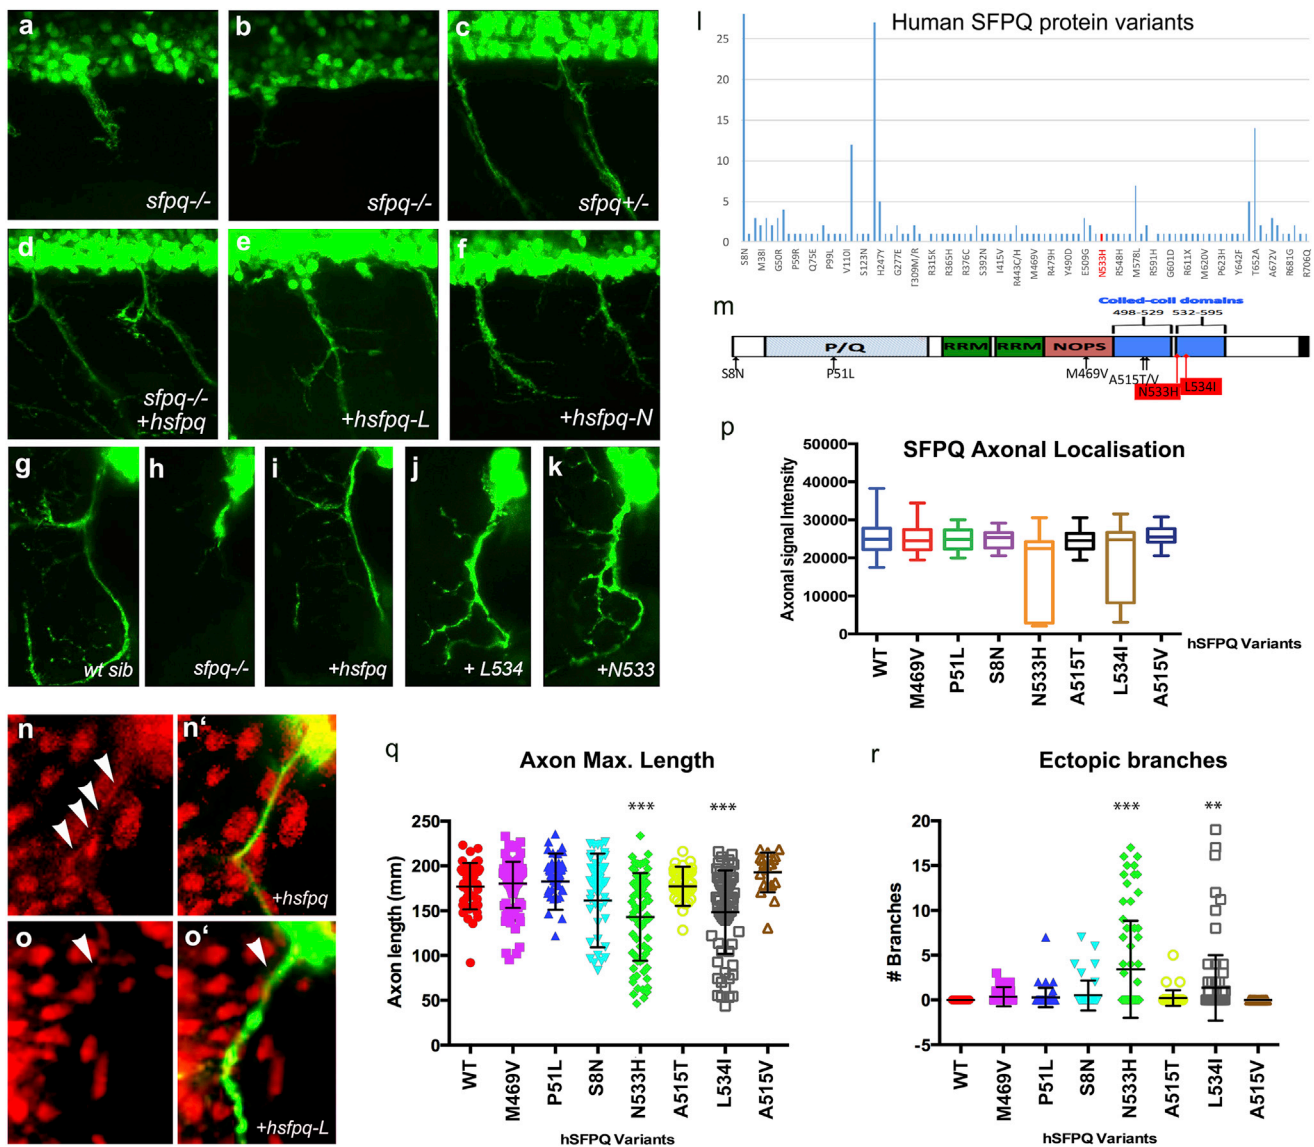 a
b
c
sfpq-/-
sfpq-/-
sfpq+/-
d
e
f
sfpq-/-
+hsfpq
+hsfpq-L
+hsfpq-N
g
h
i
j
k
wt sib
sfpq-/-
+hsfpq
+ L534
+N533
l
Human SFPQ protein variants
25
20
15
10
5
0
S8N
M38I
G50R
P59R
Q75E
P99L
V110I
S123N
H247Y
G277E
T309M/R
R315K
R365H
R376C
S392N
I415V
R443C/H
M469V
R479H
Y490D
E509G
N533H
R548H
M578L
R591H
G601D
R611X
M620V
P623H
Y642F
T652A
A672V
R681G
R706Q
m
Coiled-coil domains
498-529 532-595
P/Q
RRM
RRM
NOPS
S8N
P51L
M469V
A515T/V
N533H
L534I
p
SFPQ Axonal Localisation
Axonal signal Intensity
50000
40000
30000
20000
10000
0
WT
M469V
P51L
S8N
N533H
A515T
L534I
A515V
hSFPQ Variants
n
n‘
+hsfpq
o
o‘
+hsfpq-L
q
Axon Max. Length
Axon length (mm)
250
200
150
100
50
0
***
***
WT
M469V
P51L
S8N
N533H
A515T
L534I
A515V
hSFPQ Variants
r
Ectopic branches
# Branches
20
15
10
5
0
-5
***
**
WT
M469V
P51L
S8N
N533H
A515T
L534I
A515V
hSFPQ Variants